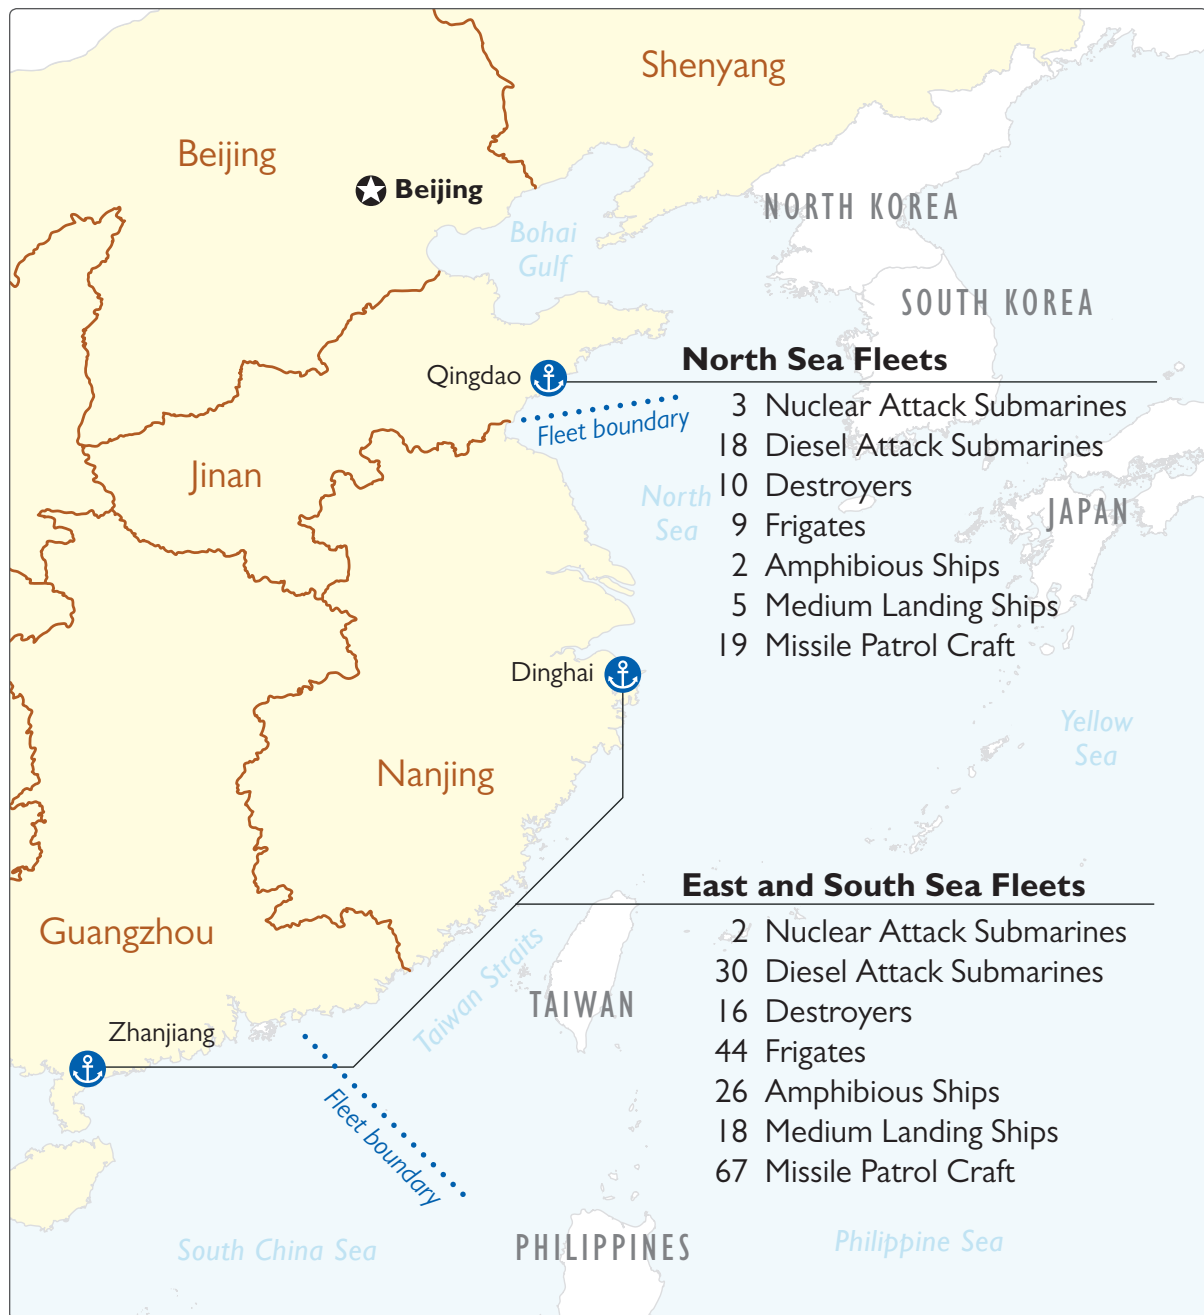 Shenyang
Beijing
Beijing
NORTH KOREA
Bohai
Gulf
SOUTH KOREA
North Sea Fleets
Qingdao
3 Nuclear Attack Submarines
Fleet boundary
18 Diesel Attack Submarines
Jinan
10 Destroyers
North
Sea
JAPAN
9 Frigates
2 Amphibious Ships
5 Medium Landing Ships
19 Missile Patrol Craft
Dinghai
Yellow
Sea
Nanjing
East and South Sea Fleets
Guangzhou
2 Nuclear Attack Submarines
30 Diesel Attack Submarines
Taiwan Straits
TAIWAN
16 Destroyers
Zhanjiang
44 Frigates
26 Amphibious Ships
Fleet boundary
18 Medium Landing Ships
67 Missile Patrol Craft
South China Sea
PHILIPPINES
Philippine Sea